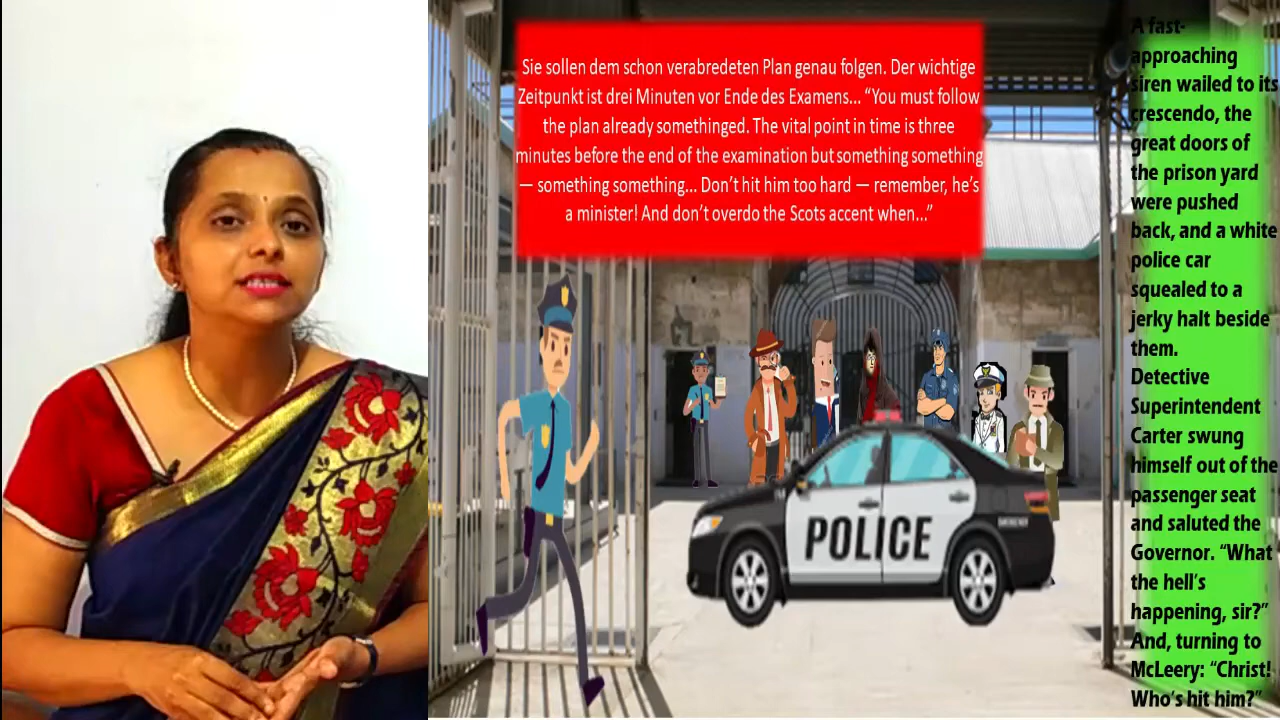 Sie sollen dem schon verabredeten Plan genau folgen. Der wichtige
Zeitpunkt ist drei Minuten vor Ende des Examens... “You must follow
the plan already somethinged. The vital point in time is three
minutes before the end of the examination but something something
— something something... Don’t hit him too hard — remember, he’s
a minister! And don’t overdo the Scots accent when...”
A fast-
approaching
siren wailed to its
crescendo, the
great doors of
the prison yard
were pushed
back, and a white
police car
squealed to a
jerky halt beside
them.
Detective
Superintendent
Carter swung
himself out of the
passenger seat
and saluted the
Governor. “What
the hell’s
happening, sir?”
And, turning to
McLeery: “Christ!
Who’s hit him?”
POLICE